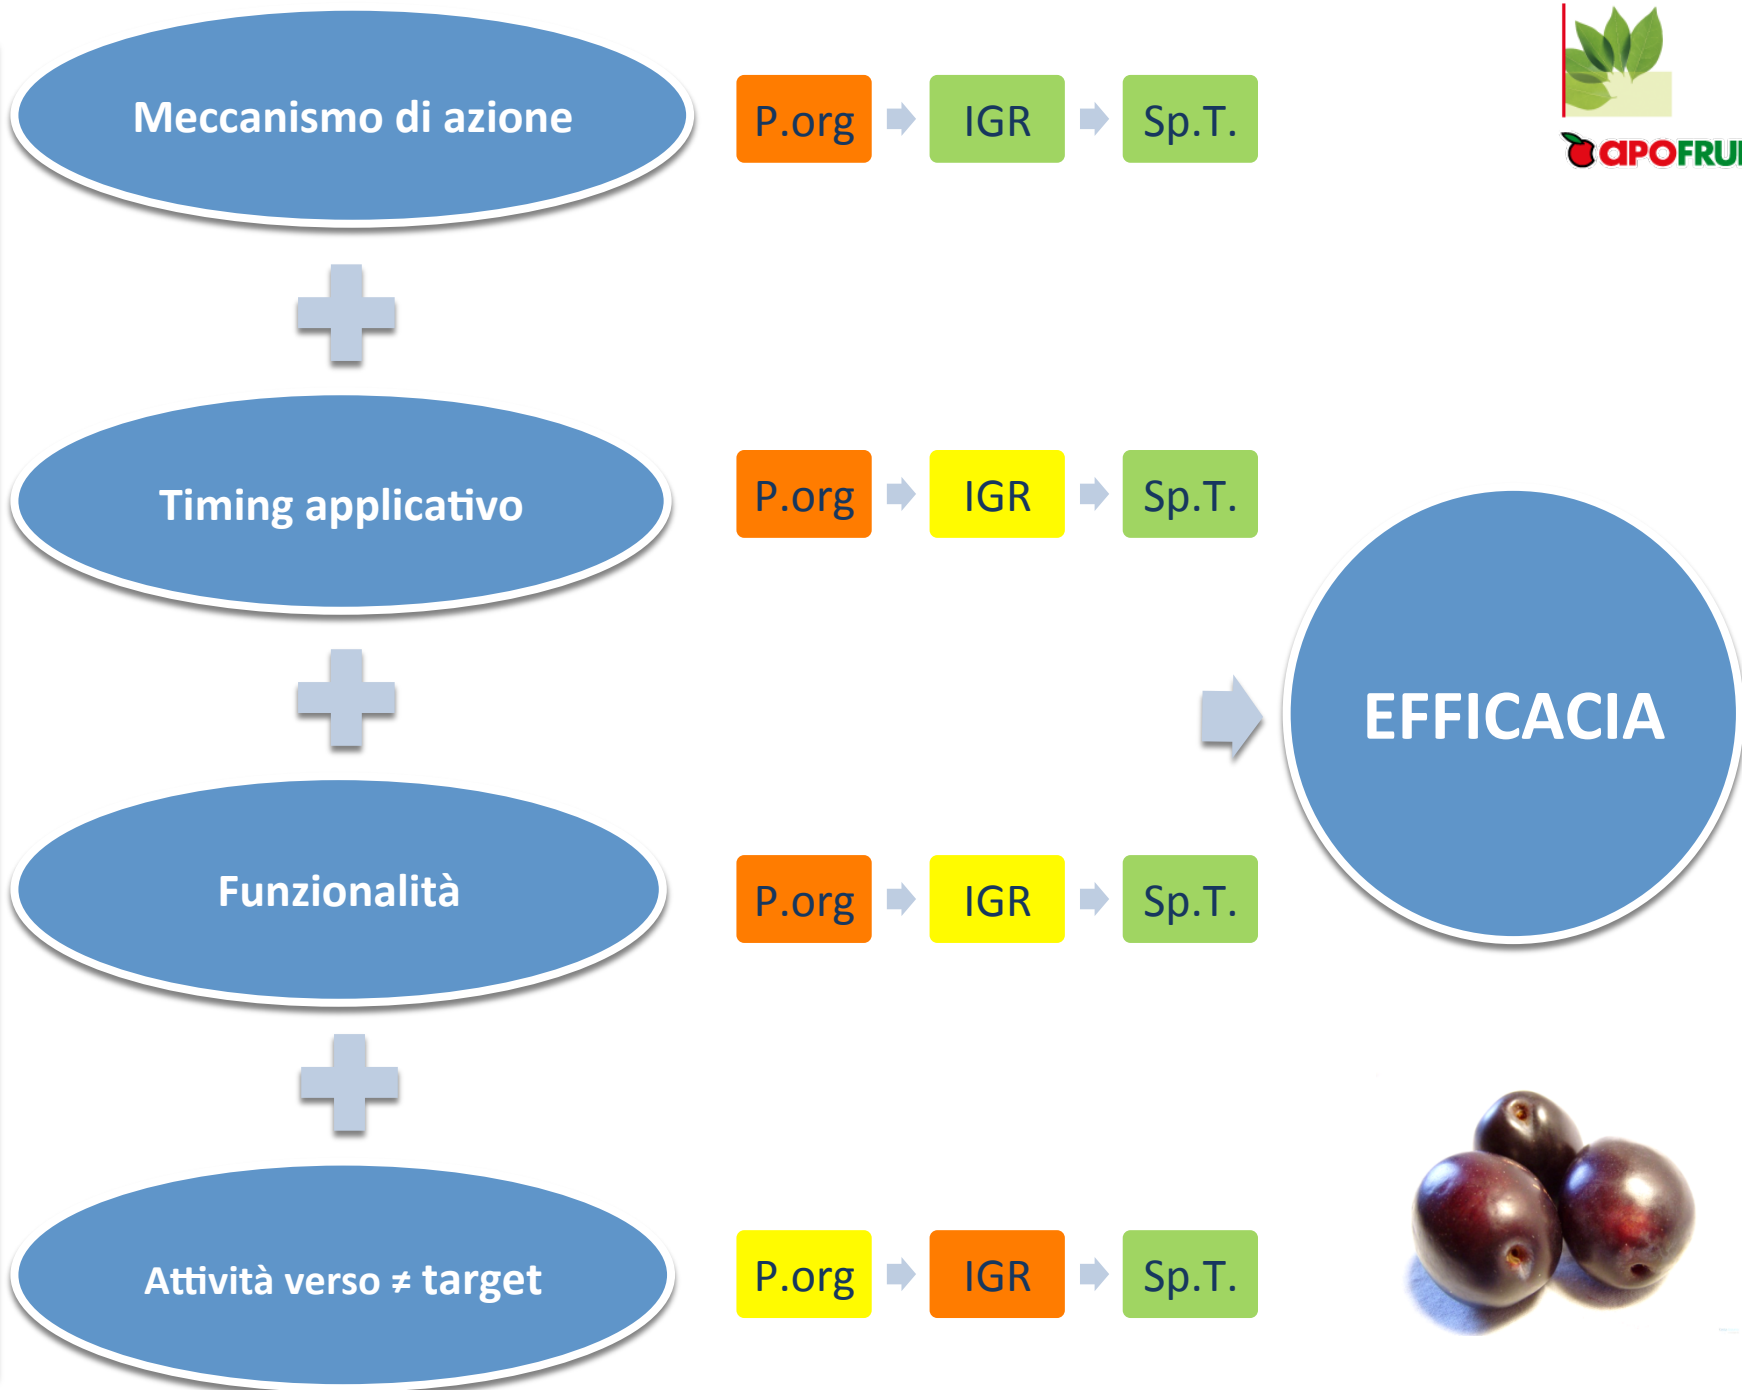 Meccanismo di azione
P.org
IGR
Sp.T.
Timing applicativo
P.org
IGR
Sp.T.
EFFICACIA
Funzionalità
P.org
IGR
Sp.T.
Attività verso ≠ target
P.org
IGR
Sp.T.
APOFRUI